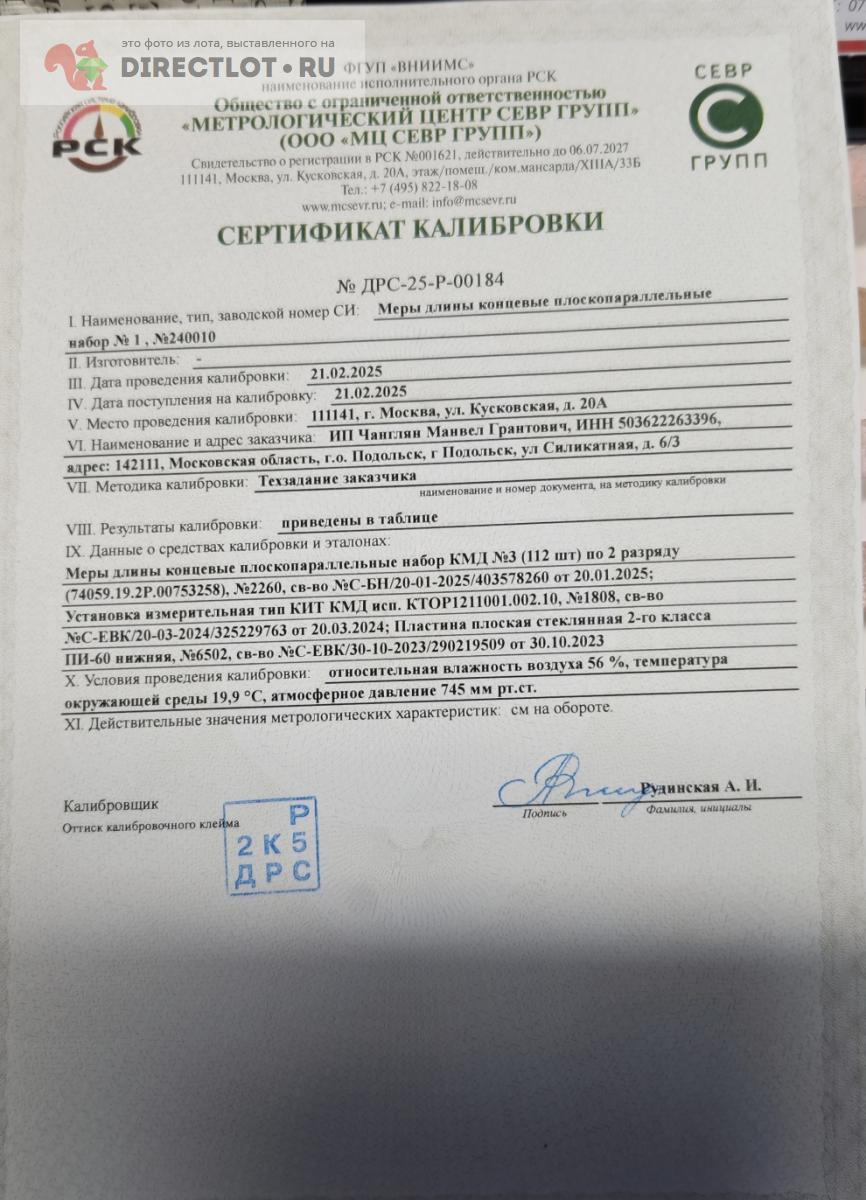 это фото из лота, выставленного на
DIRECTLOT.RU
: 07
ww
ФГУП «ВНИИМС»
наименование исполнительного органа РСК
Общество с ограниченной ответственностью
«МЕТРОЛОГИЧЕСКИЙ ЦЕНТР СЕВР ГРУПП»
(ООО «МЦ СЕВР ГРУПП»)
РСК
СЕВР
ГРУПП
Свидетельство о регистрации в РСК №001621, действительно до 06.07.2027
111141, Москва, ул. Кусковская, д. 20А, этаж/помещ./ком.мансарда/XIIIА/33Б
Тел.: +7 (495) 822-18-08
www.mcsevr.ru; e-mail: info@mcsevr.ru
СЕРТИФИКАТ КАЛИБРОВКИ
№ ДРС-25-Р-00184
I. Наименование, тип, заводской номер СИ: Меры длины концевые плоскопараллельные
набор № 1 , №240010
II. Изготовитель: -
III. Дата проведения калибровки: 21.02.2025
IV. Дата поступления на калибровку: 21.02.2025
V. Место проведения калибровки: 111141, г. Москва, ул. Кусковская, д. 20А
VI. Наименование и адрес заказчика: ИП Чанглян Манвел Грантович, ИНН 503622263396,
адрес: 142111, Московская область, г.о. Подольск, г Подольск, ул Силикатная, д. 6/3
VII. Методика калибровки: Техзадание заказчика
наименование и номер документа, на методику калибровки
VIII. Результаты калибровки: приведены в таблице
IX. Данные о средствах калибровки и эталонах:
Меры длины концевые плоскопараллельные набор КМД №3 (112 шт) по 2 разряду
(74059.19.2Р.00753258), №2260, св-во №С-БН/20-01-2025/403578260 от 20.01.2025;
Установка измерительная тип КИТ КМД исп. КТОР1211001.002.10, №1808, св-во
№С-ЕВК/20-03-2024/325229763 от 20.03.2024; Пластина плоская стеклянная 2-го класса
ПИ-60 нижняя, №6502, св-во №С-ЕВК/30-10-2023/290219509 от 30.10.2023
X. Условия проведения калибровки: относительная влажность воздуха 56 %, температура
окружающей среды 19,9 °С, атмосферное давление 745 мм рт.ст.
XI. Действительные значения метрологических характеристик: см на обороте.
Калибровщик
Рудинская А. И.
Подпись
Фамилия, инициалы
Оттиск калибровочного клейма
Р
2 К 5
ДРС